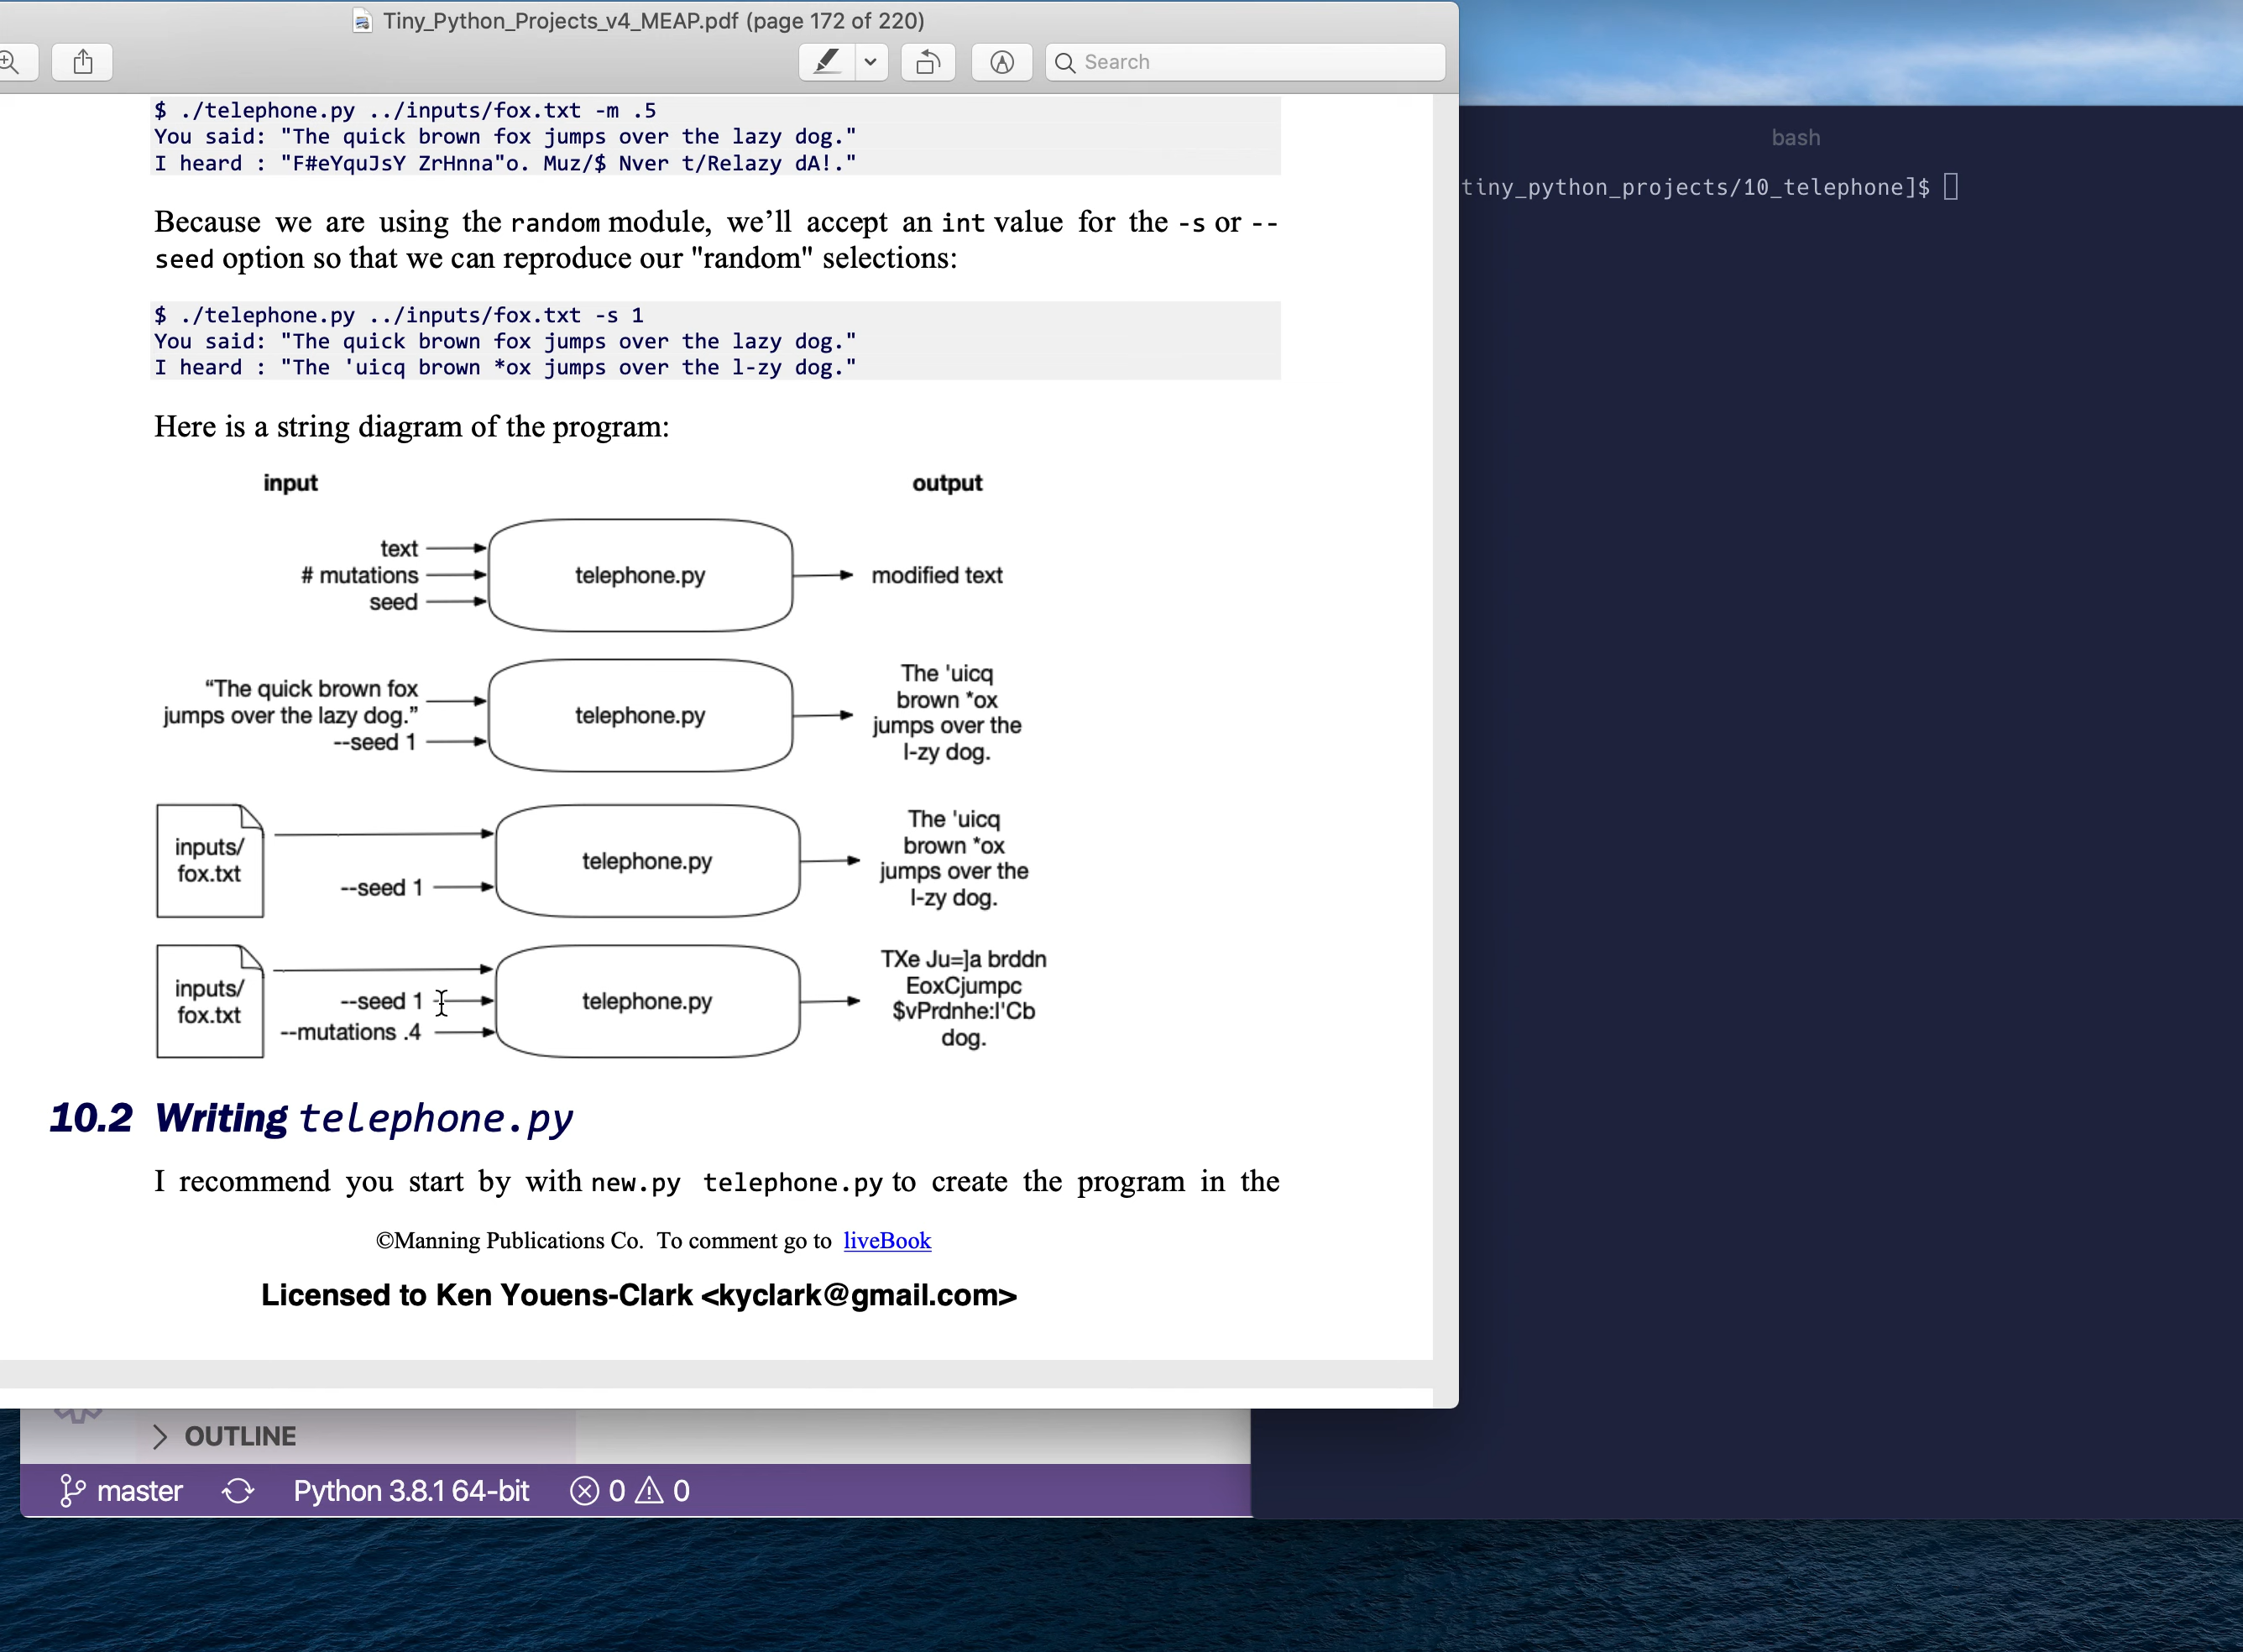 Tiny_Python_Projects_v4_MEAP.pdf (page 172 of 220)
Search
$ ./telephone.py ../inputs/fox.txt -m .5
You said: "The quick brown fox jumps over the lazy dog."
I heard : "F#eYquJsY ZrHnna"o. Muz/$ Nver t/Relazy dA!."
Because we are using the random module, we’ll accept an int value for the -s or --
seed option so that we can reproduce our "random" selections:
$ ./telephone.py ../inputs/fox.txt -s 1
You said: "The quick brown fox jumps over the lazy dog."
I heard : "The 'uicq brown *ox jumps over the l-zy dog."
Here is a string diagram of the program:
input
output
text
# mutations
seed
telephone.py
modified text
“The quick brown fox
jumps over the lazy dog.”
--seed 1
telephone.py
The 'uicq
brown *ox
jumps over the
l-zy dog.
inputs/
fox.txt
--seed 1
telephone.py
The 'uicq
brown *ox
jumps over the
l-zy dog.
inputs/
fox.txt
--seed 1
--mutations .4
telephone.py
TXe Ju=]a brddn
EoxCjumpc
$vPrdnhe:l'Cb
dog.
10.2 Writing telephone.py
I recommend you start by with new.py telephone.py to create the program in the
©Manning Publications Co. To comment go to liveBook
Licensed to Ken Youens-Clark <kyclark@gmail.com>
bash
tiny_python_projects/10_telephone]$
OUTLINE
master Python 3.8.1 64-bit 0 0